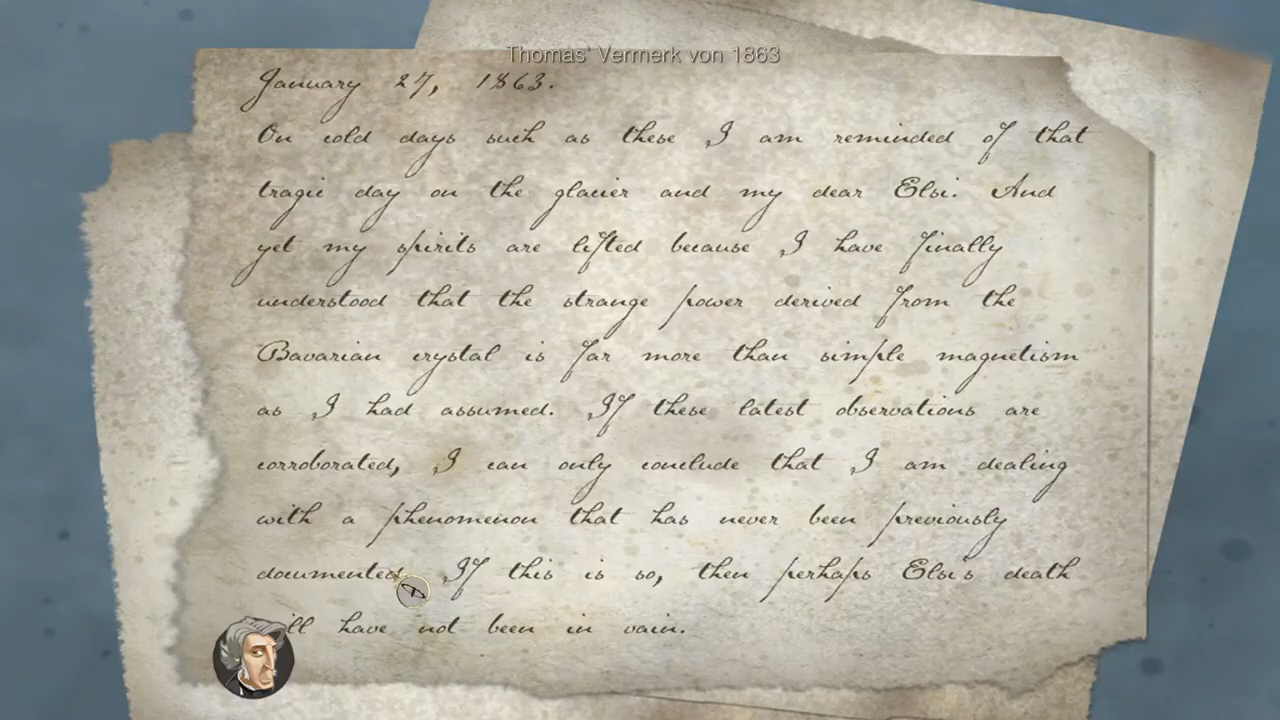 Thomas' Vermerk von 1863
January 27, 1863.
On cold days such as these I am reminded of that
tragic day on the glacier and my dear Elsi. And
yet my spirits are lifted because I have finally
understood that the strange power derived from the
Bavarian crystal is far more than simple magnetism
as I had assumed. If these latest observations are
corroborated, I can only conclude that I am dealing
with a phenomenon that has never been previously
documented. If this is so, then perhaps Elsi's death
will have not been in vain.